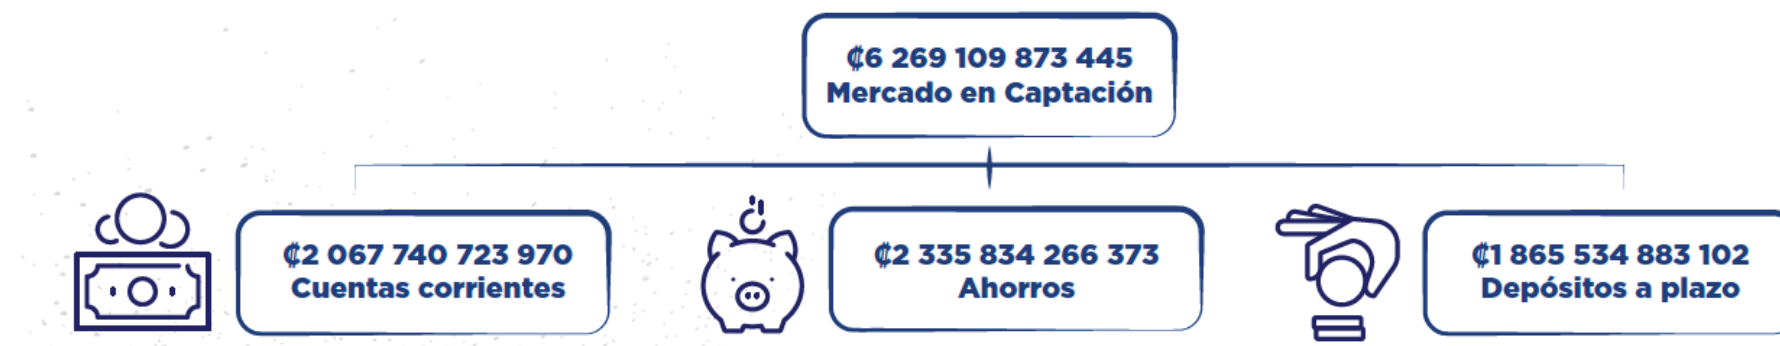 ₡6 269 109 873 445
Mercado en Captación
₡2 067 740 723 970
Cuentas corrientes
₡2 335 834 266 373
Ahorros
₡1 865 534 883 102
Depósitos a plazo